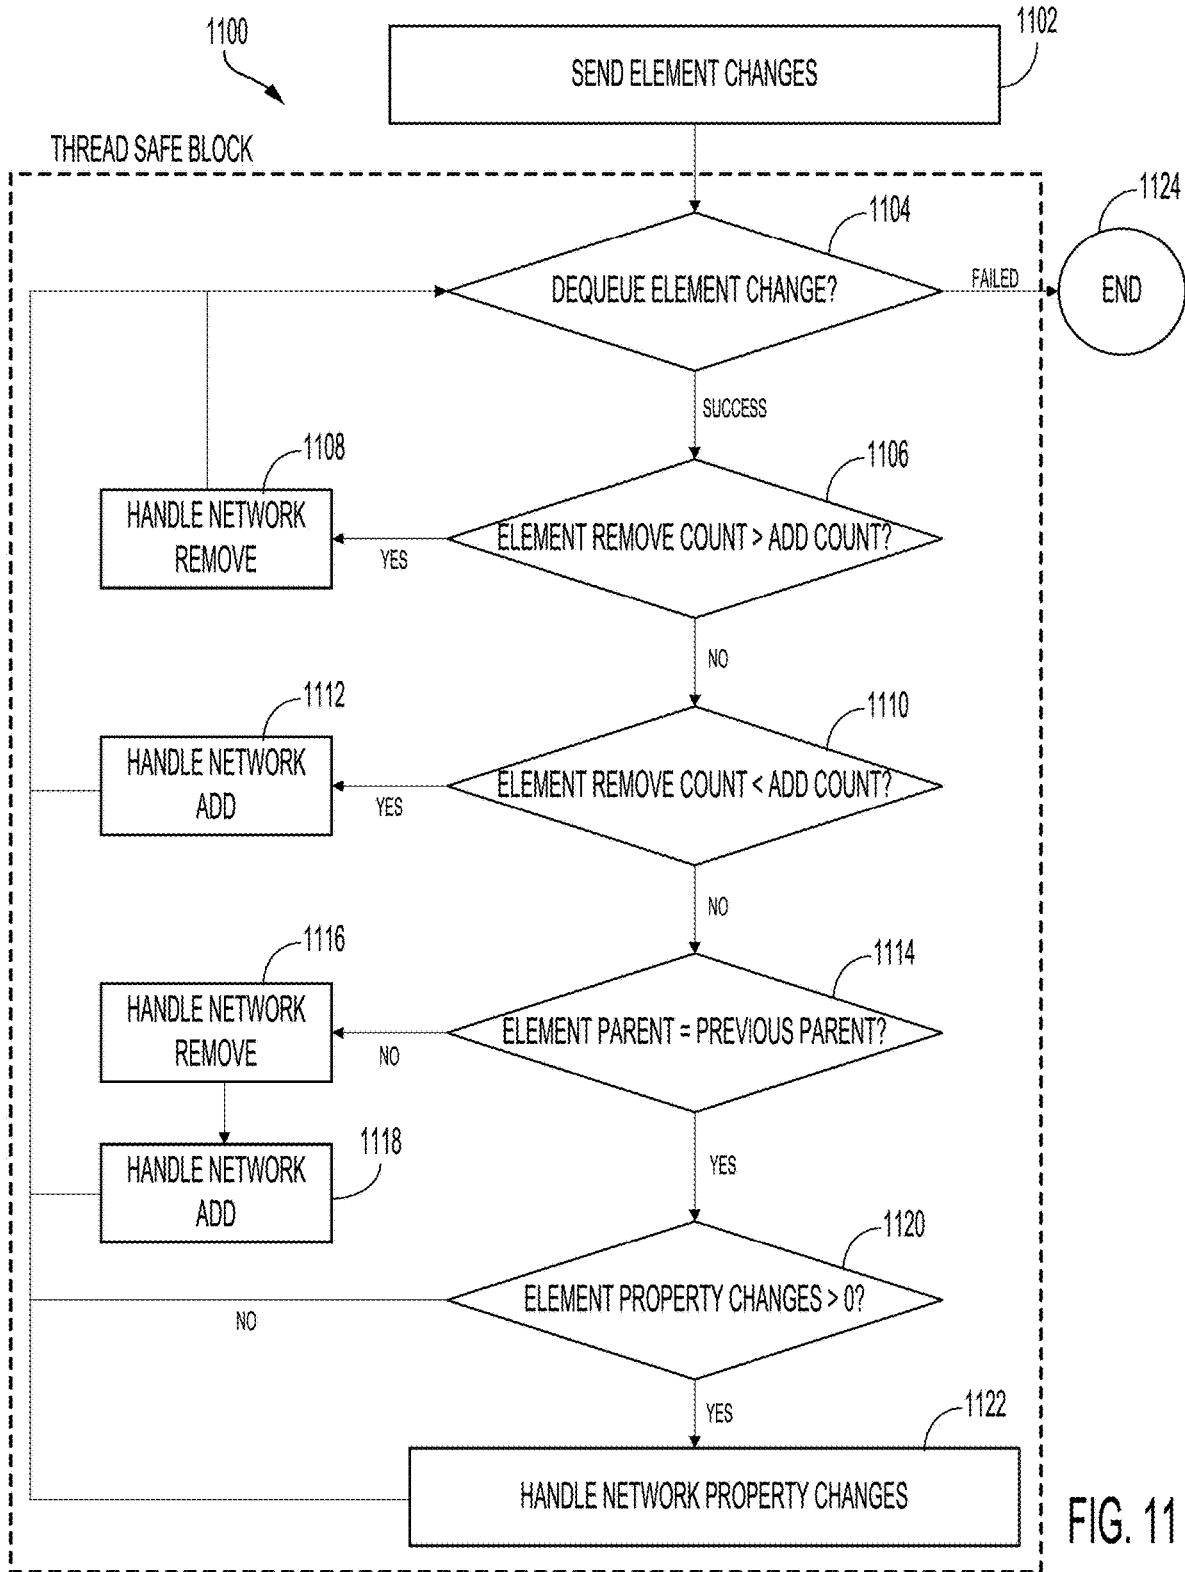 1100
1102
SEND ELEMENT CHANGES
THREAD SAFE BLOCK
1104
1124
DEQUEUE ELEMENT CHANGE?
FAILED
END
SUCCESS
1108
1106
HANDLE NETWORK
REMOVE
YES
ELEMENT REMOVE COUNT > ADD COUNT?
NO
1112
1110
HANDLE NETWORK
ADD
YES
ELEMENT REMOVE COUNT < ADD COUNT?
NO
1116
1114
HANDLE NETWORK
REMOVE
NO
ELEMENT PARENT = PREVIOUS PARENT?
1118
HANDLE NETWORK
ADD
YES
1120
ELEMENT PROPERTY CHANGES > 0?
NO
YES
1122
HANDLE NETWORK PROPERTY CHANGES
FIG. 11